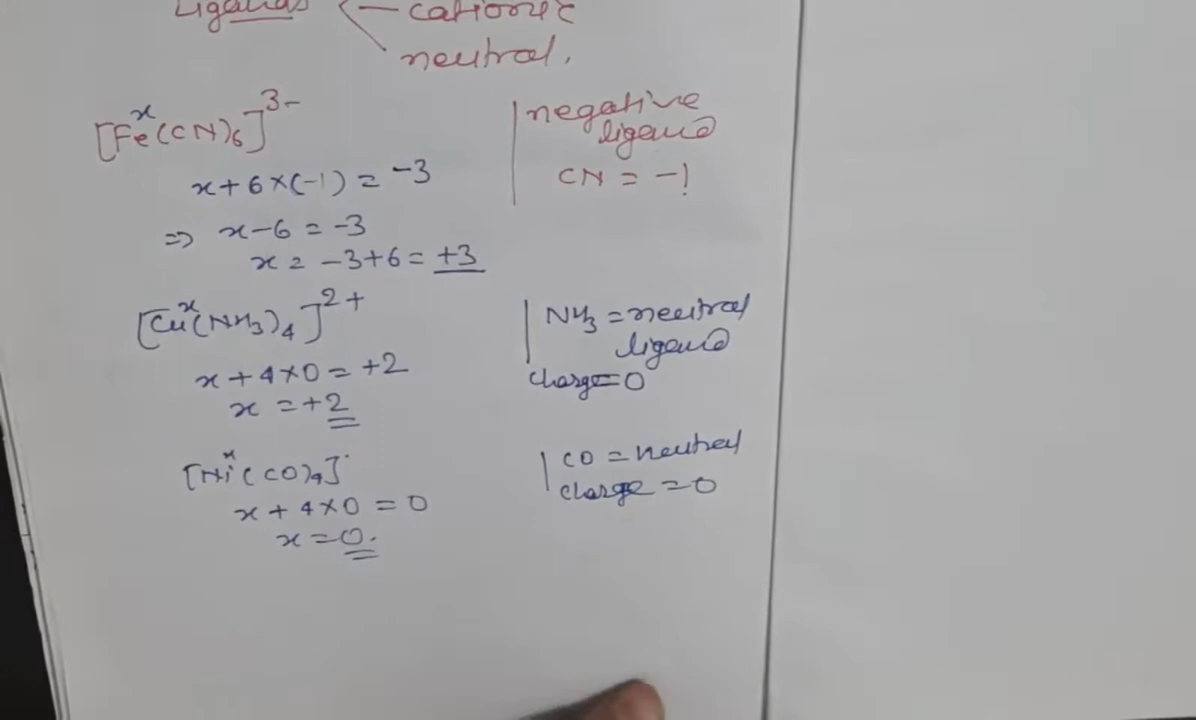 Ligands — cationic
neutral.
[Fe^x(CN)6]^3-
x+6×(-1) = -3
⇒ x-6 = -3
x = -3+6 = +3
negative
ligand
CN = -1
[Cu^x(NH3)4]^2+
x + 4×0 = +2
x = +2
NH3 = neutral
ligand
charge = 0
[Ni^x(CO)4]
x + 4×0 = 0
x = 0.
CO = neutral
charge = 0